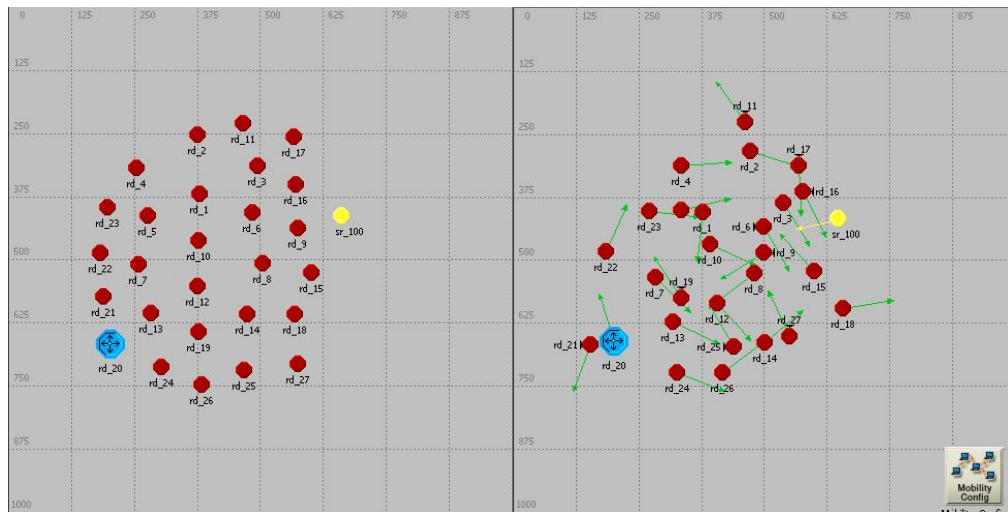 0 125 250 375 500 625 750 875
125
250
375
500
625
750
875
1000
rd_11
rd_2
rd_17
rd_4
rd_3
rd_16
rd_1
rd_23
rd_5
rd_6
sr_100
rd_9
rd_10
rd_22
rd_7
rd_8
rd_15
rd_12
rd_21
rd_13
rd_14
rd_18
rd_19
rd_20
rd_24
rd_25
rd_27
rd_26
0 125 250 375 500 625 750 875
125
250
375
500
625
750
875
1000
rd_11
rd_17
rd_2
rd_4
rd_16
rd_3
rd_23
rd_1
rd_6
sr_100
rd_10
rd_9
rd_22
rd_19
rd_7
rd_8
rd_15
rd_12
rd_27
rd_18
rd_13
rd_21
rd_25
rd_14
rd_20
rd_24
rd_26
Mobility
Config